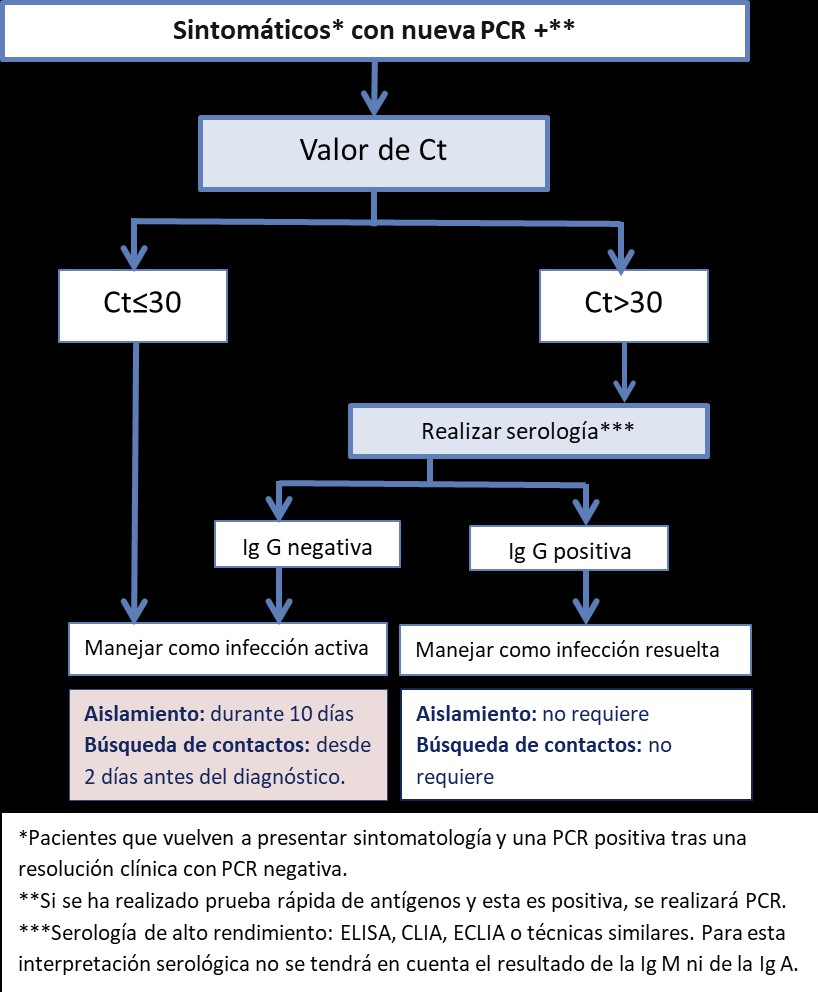 Sintomáticos* con nueva PCR +**
Valor de Ct
Ct≤30
Ct>30
Realizar serología***
Ig G negativa
Ig G positiva
Manejar como infección activa
Manejar como infección resuelta
Aislamiento: durante 10 días
Búsqueda de contactos: desde
2 días antes del diagnóstico.
Aislamiento: no requiere
Búsqueda de contactos: no
requiere
*Pacientes que vuelven a presentar sintomatología y una PCR positiva tras una
resolución clínica con PCR negativa.
**Si se ha realizado prueba rápida de antígenos y esta es positiva, se realizará PCR.
***Serología de alto rendimiento: ELISA, CLIA, ECLIA o técnicas similares. Para esta
interpretación serológica no se tendrá en cuenta el resultado de la Ig M ni de la Ig A.